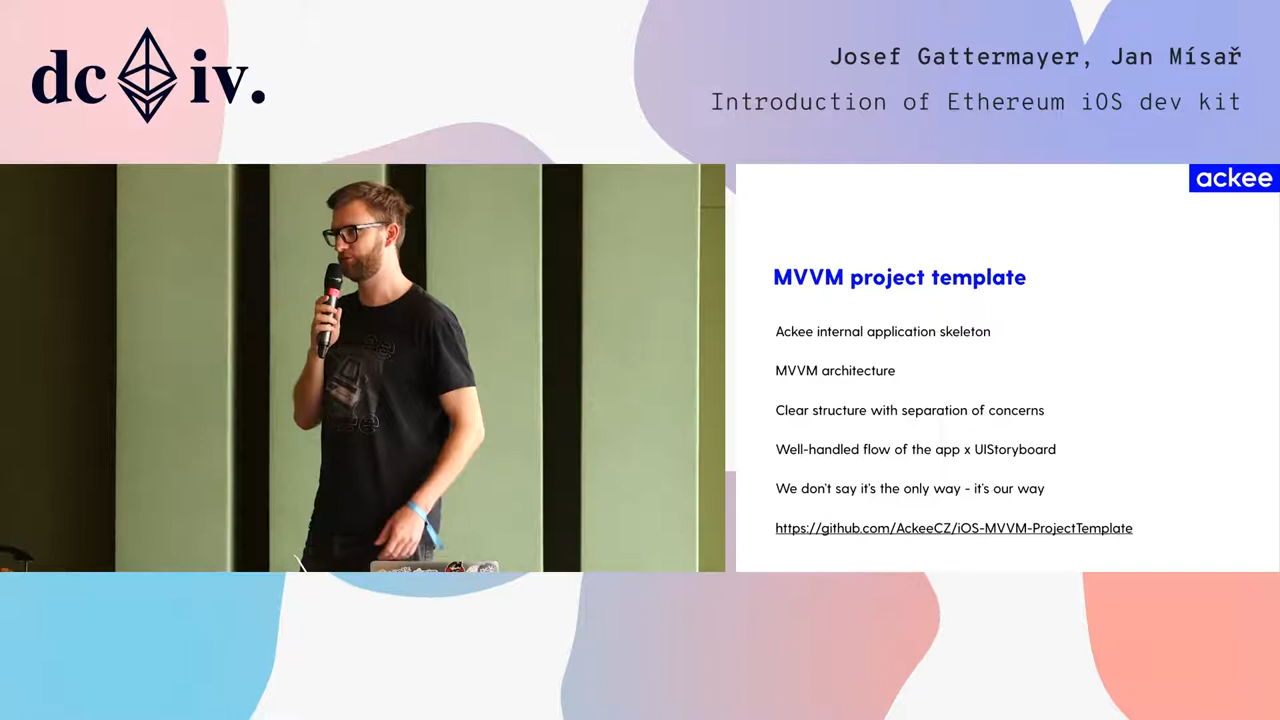 dc iv.
Josef Gattermayer, Jan Mísař
Introduction of Ethereum iOS dev kit
ackee
MVVM project template
Ackee internal application skeleton
MVVM architecture
Clear structure with separation of concerns
Well-handled flow of the app x UIStoryboard
We don't say it's the only way - it's our way
https://github.com/AckeeCZ/iOS-MVVM-ProjectTemplate